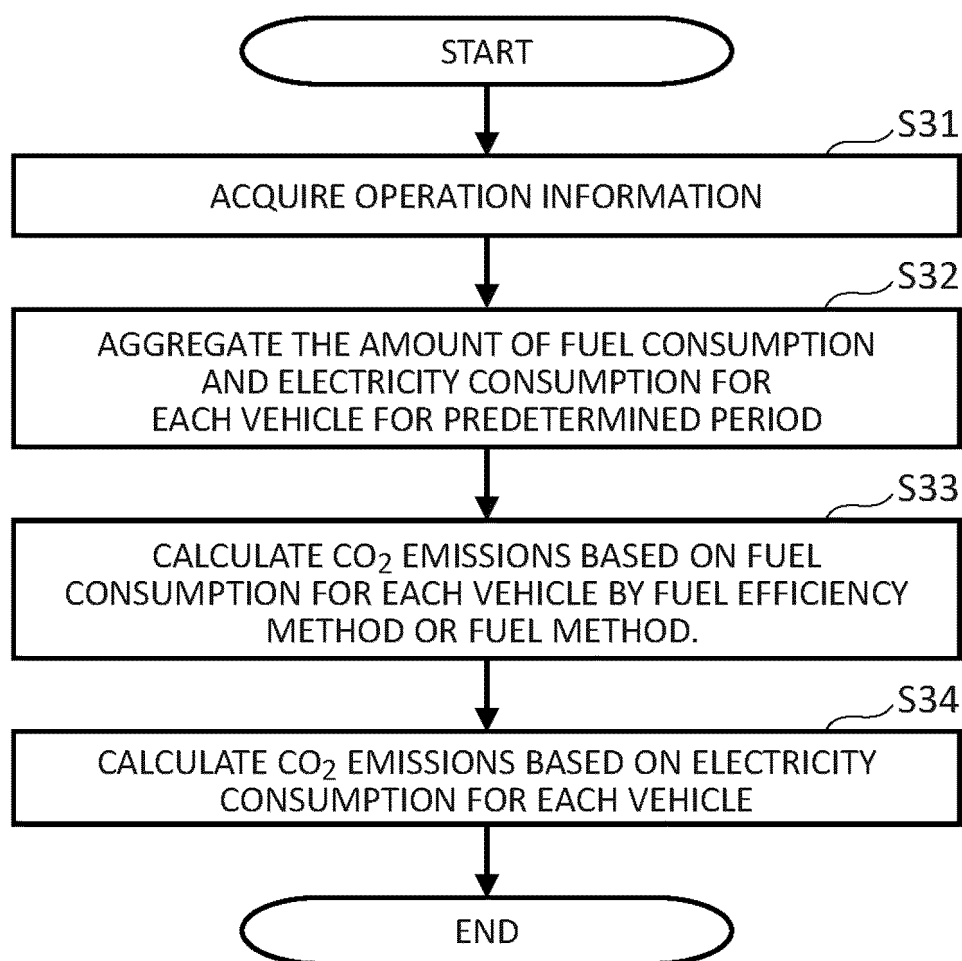 START
S31
ACQUIRE OPERATION INFORMATION
S32
AGGREGATE THE AMOUNT OF FUEL CONSUMPTION
AND ELECTRICITY CONSUMPTION FOR
EACH VEHICLE FOR PREDETERMINED PERIOD
S33
CALCULATE CO₂ EMISSIONS BASED ON FUEL
CONSUMPTION FOR EACH VEHICLE BY FUEL EFFICIENCY
METHOD OR FUEL METHOD.
S34
CALCULATE CO₂ EMISSIONS BASED ON ELECTRICITY
CONSUMPTION FOR EACH VEHICLE
END